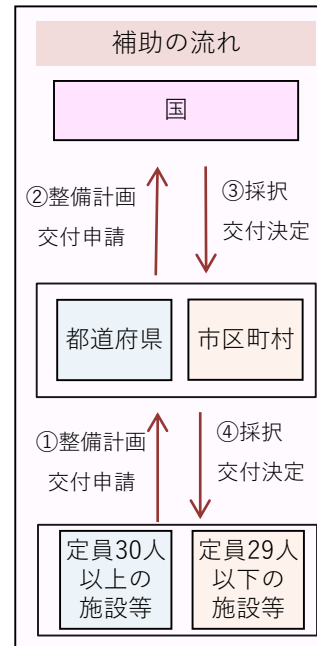 補助の流れ
国
②整備計画
交付申請
③採択
交付決定
都道府県
市区町村
①整備計画
交付申請
④採択
交付決定
定員30人
以上の
施設等
定員29人
以下の
施設等